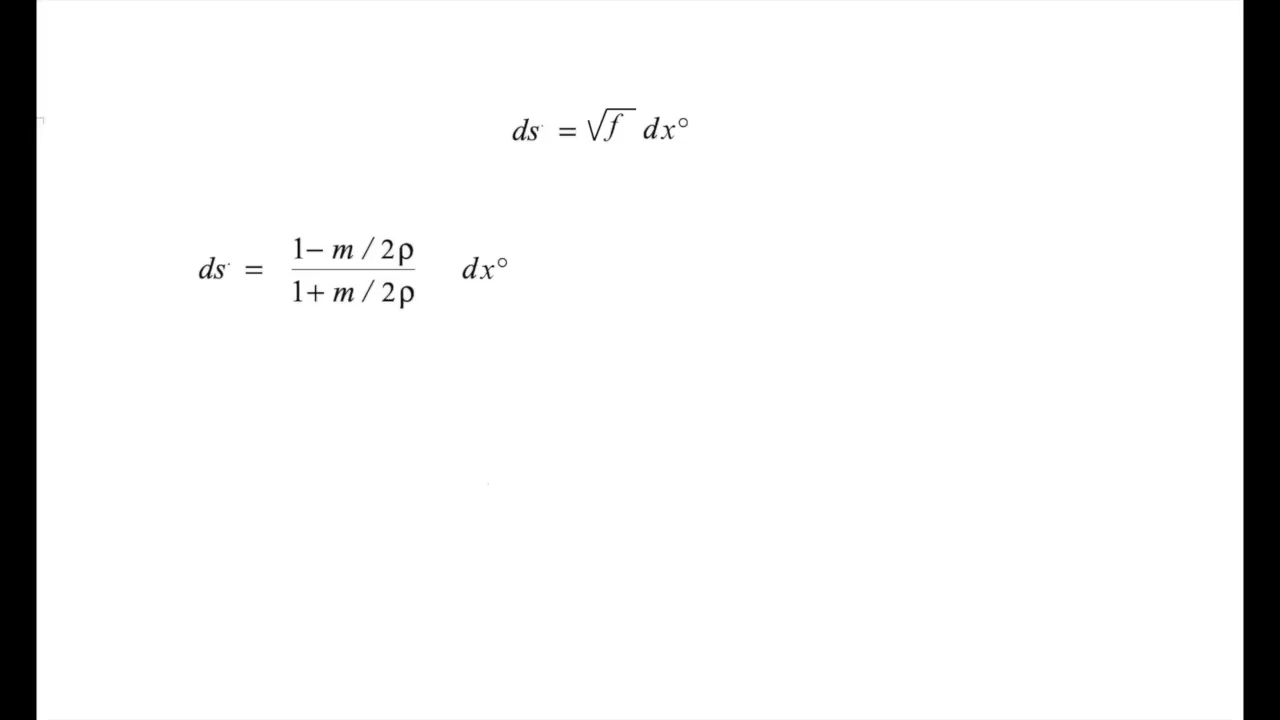 ds = √f dx°
ds = (1− m / 2ρ) / (1+ m / 2ρ) dx°